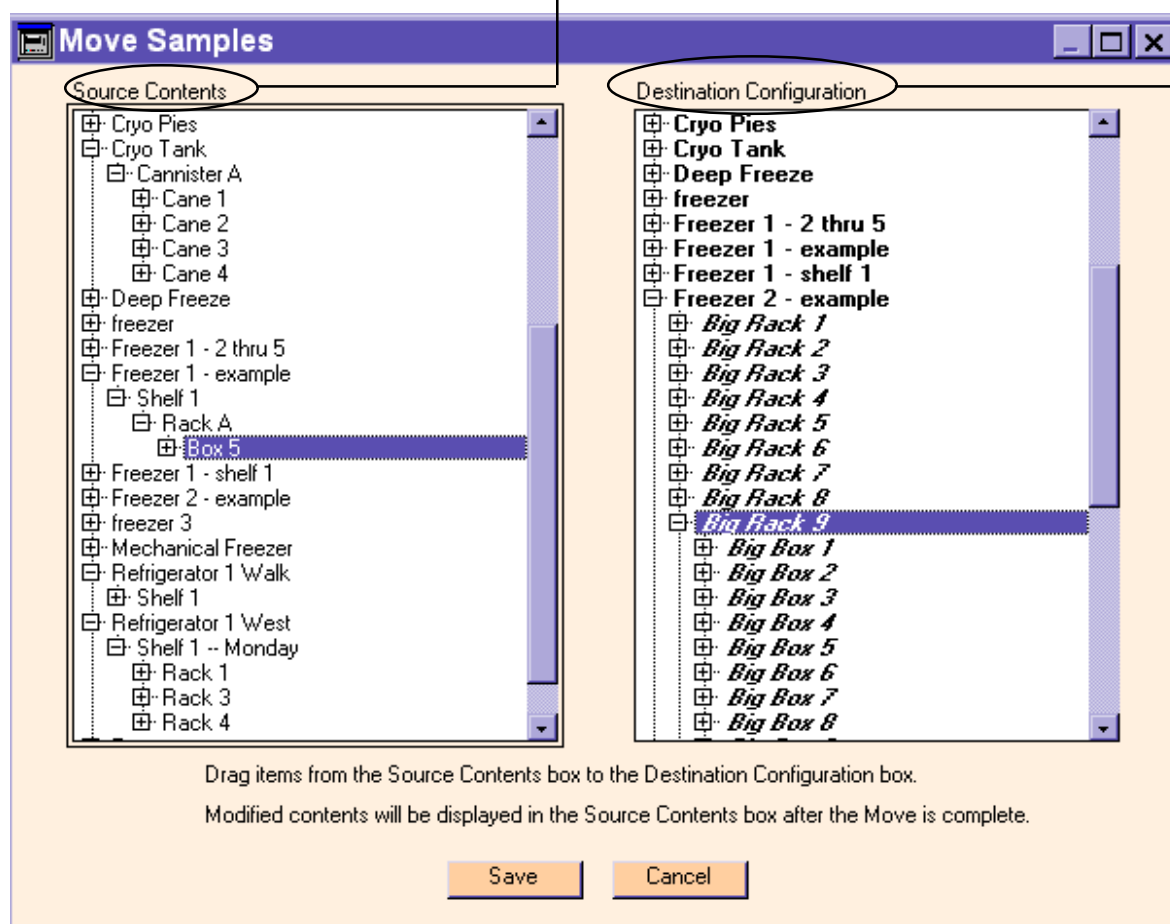 Move Samples
Source Contents
Cryo Pies
Cryo Tank
Cannister A
Cane 1
Cane 2
Cane 3
Cane 4
Deep Freeze
freezer
Freezer 1 - 2 thru 5
Freezer 1 - example
Shelf 1
Rack A
Box 5
Freezer 1 - shelf 1
Freezer 2 - example
freezer 3
Mechanical Freezer
Refrigerator 1 Walk
Shelf 1
Refrigerator 1 West
Shelf 1 -- Monday
Rack 1
Rack 3
Rack 4
Destination Configuration
Cryo Pies
Cryo Tank
Deep Freeze
freezer
Freezer 1 - 2 thru 5
Freezer 1 - example
Freezer 1 - shelf 1
Freezer 2 - example
Big Rack 1
Big Rack 2
Big Rack 3
Big Rack 4
Big Rack 5
Big Rack 6
Big Rack 7
Big Rack 8
Big Rack 9
Big Box 1
Big Box 2
Big Box 3
Big Box 4
Big Box 5
Big Box 6
Big Box 7
Big Box 8
Drag items from the Source Contents box to the Destination Configuration box.
Modified contents will be displayed in the Source Contents box after the Move is complete.
Save
Cancel